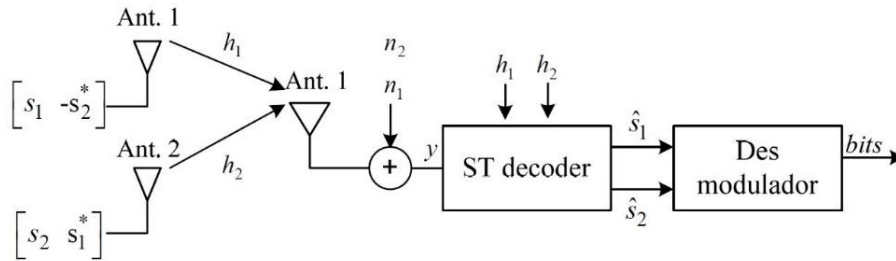 Ant. 1
h₁
[s₁ -s₂*]
Ant. 2
h₂
[s₂ s₁*]
Ant. 1
n₂
n₁
+
y
h₁ h₂
ST decoder
ŝ₁
ŝ₂
Des
modulador
bits